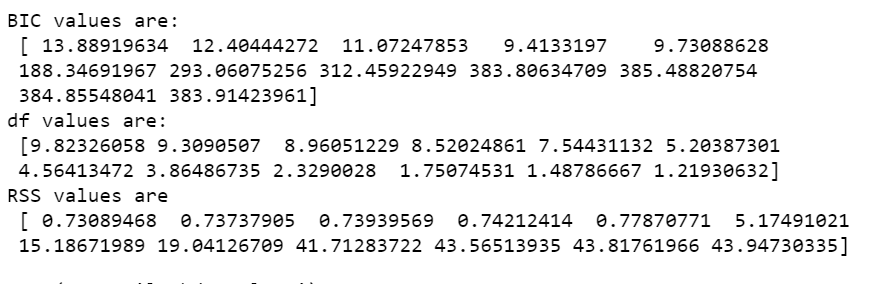 BIC values are:
[ 13.88919634 12.40444272 11.07247853 9.4133197 9.73088628
188.34691967 293.06075256 312.45922949 383.80634709 385.48820754
384.85548041 383.91423961]
df values are:
[9.82326058 9.3090507 8.96051229 8.52024861 7.54431132 5.20387301
4.56413472 3.86486735 2.3290028 1.75074531 1.48786667 1.21930632]
RSS values are
[ 0.73089468 0.73737905 0.73939569 0.74212414 0.77870771 5.17491021
15.18671989 19.04126709 41.71283722 43.56513935 43.81761966 43.94730335]